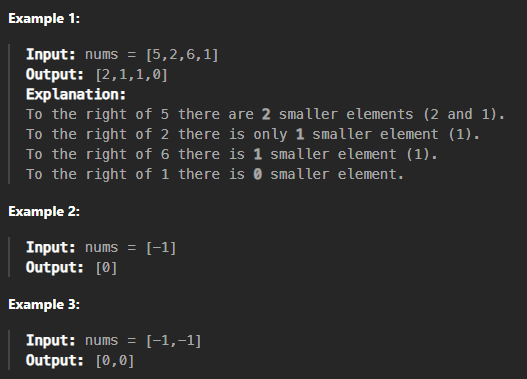 Example 1:
Input: nums = [5,2,6,1]
Output: [2,1,1,0]
Explanation:
To the right of 5 there are 2 smaller elements (2 and 1).
To the right of 2 there is only 1 smaller element (1).
To the right of 6 there is 1 smaller element (1).
To the right of 1 there is 0 smaller element.
Example 2:
Input: nums = [-1]
Output: [0]
Example 3:
Input: nums = [-1,-1]
Output: [0,0]